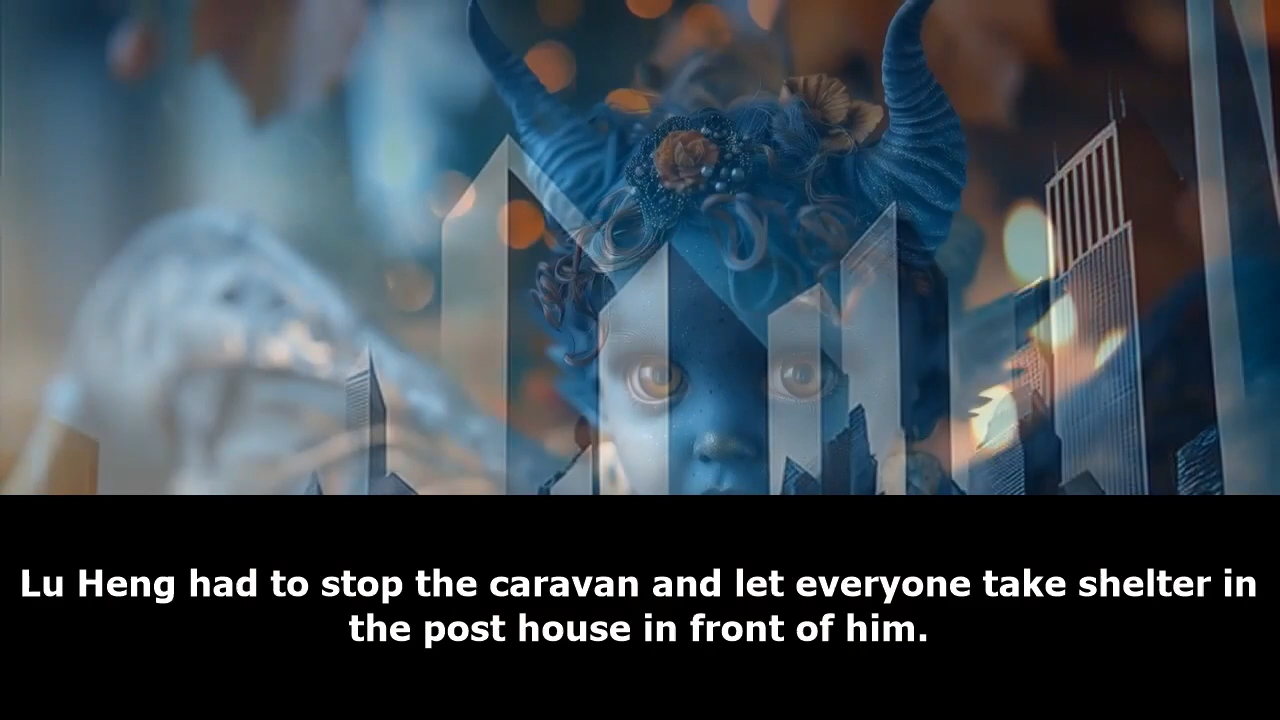 Lu Heng had to stop the caravan and let everyone take shelter in
the post house in front of him.